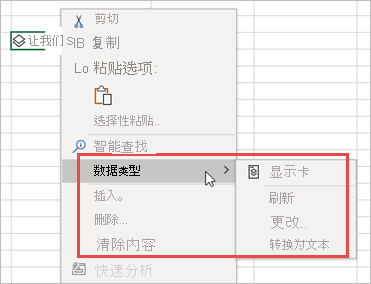 剪切
让我们 S|B 复制
Lo 粘贴选项:
选择性粘贴..
智能查找
数据类型
显示卡
插入。
刷新
删除...
更改..
清除内容
转换为文本
快速分析